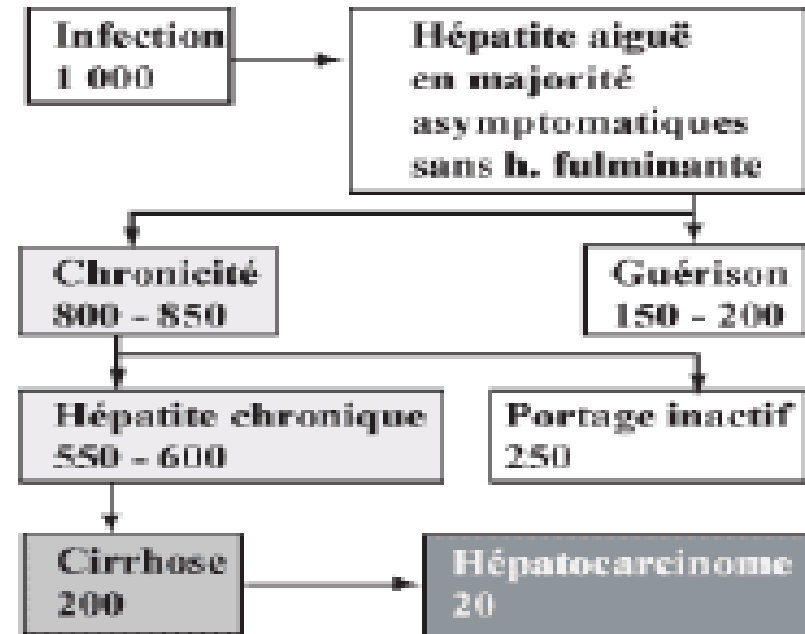 Infection
1 000
Hépatite aiguë
en majorité
asymptomatiques
sans h. fulminante
Chronicité
800 - 850
Guérison
150 - 200
Hépatite chronique
550 - 600
Portage inactif
250
Cirrhose
200
Hépatocarcinome
20